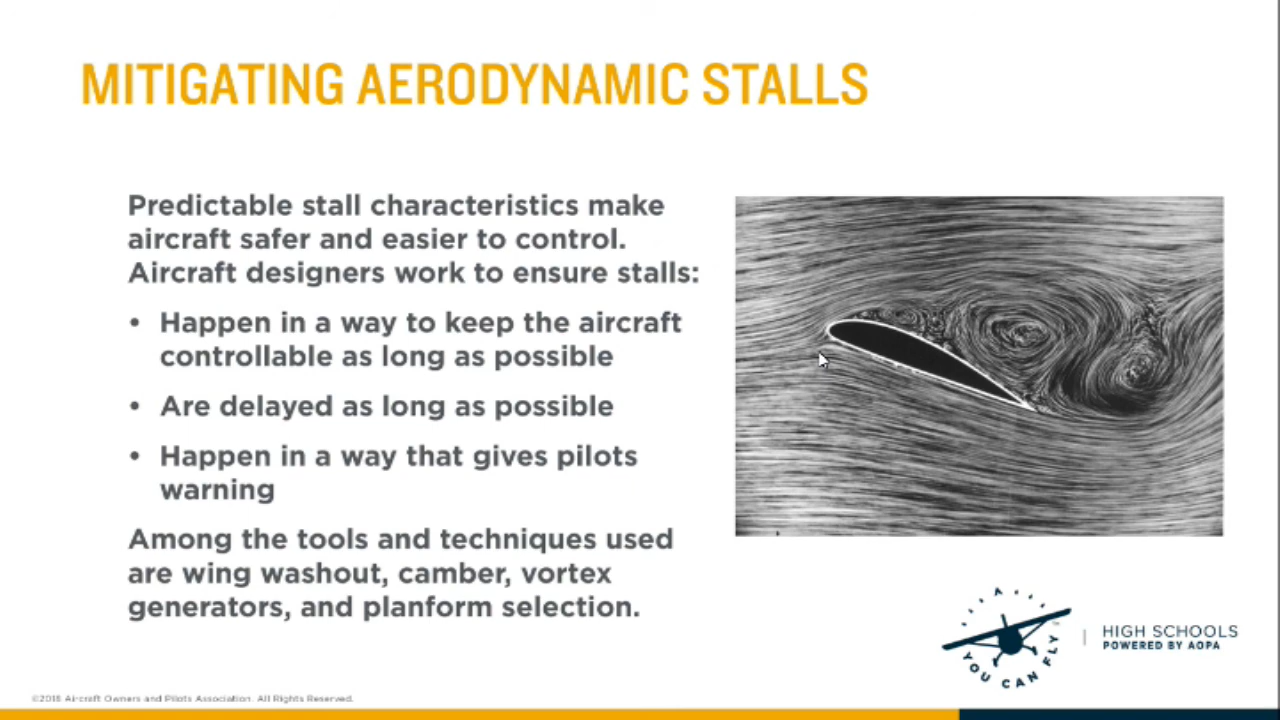 MITIGATING AERODYNAMIC STALLS
Predictable stall characteristics make
aircraft safer and easier to control.
Aircraft designers work to ensure stalls:
• Happen in a way to keep the aircraft
controllable as long as possible
• Are delayed as long as possible
• Happen in a way that gives pilots
warning
Among the tools and techniques used
are wing washout, camber, vortex
generators, and planform selection.
YOU CAN FLY
HIGH SCHOOLS
POWERED BY AOPA
©2018 Aircraft Owners and Pilots Association. All Rights Reserved.